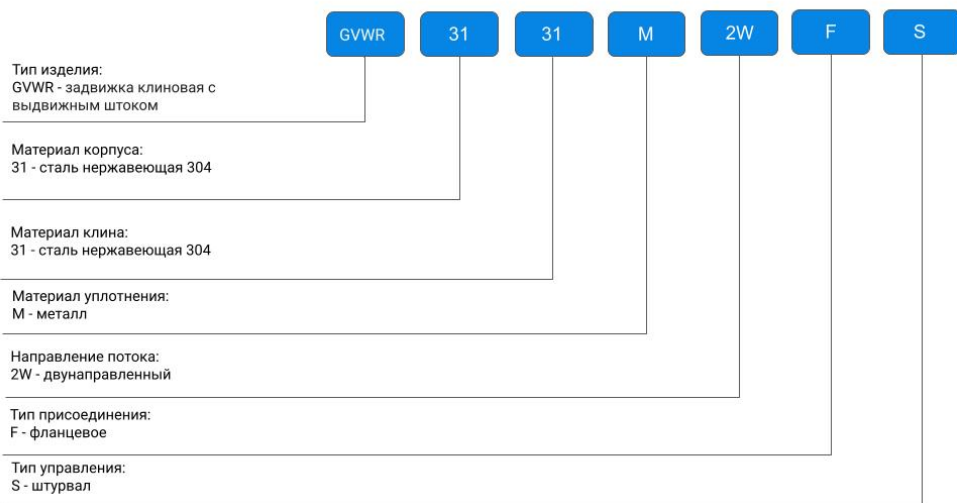 GVWR 31 31 M 2W F S
Тип изделия:
GVWR - задвижка клиновая с
выдвижным штоком
Материал корпуса:
31 - сталь нержавеющая 304
Материал клина:
31 - сталь нержавеющая 304
Материал уплотнения:
М - металл
Направление потока:
2W - двунаправленный
Тип присоединения:
F - фланцевое
Тип управления:
S - штурвал